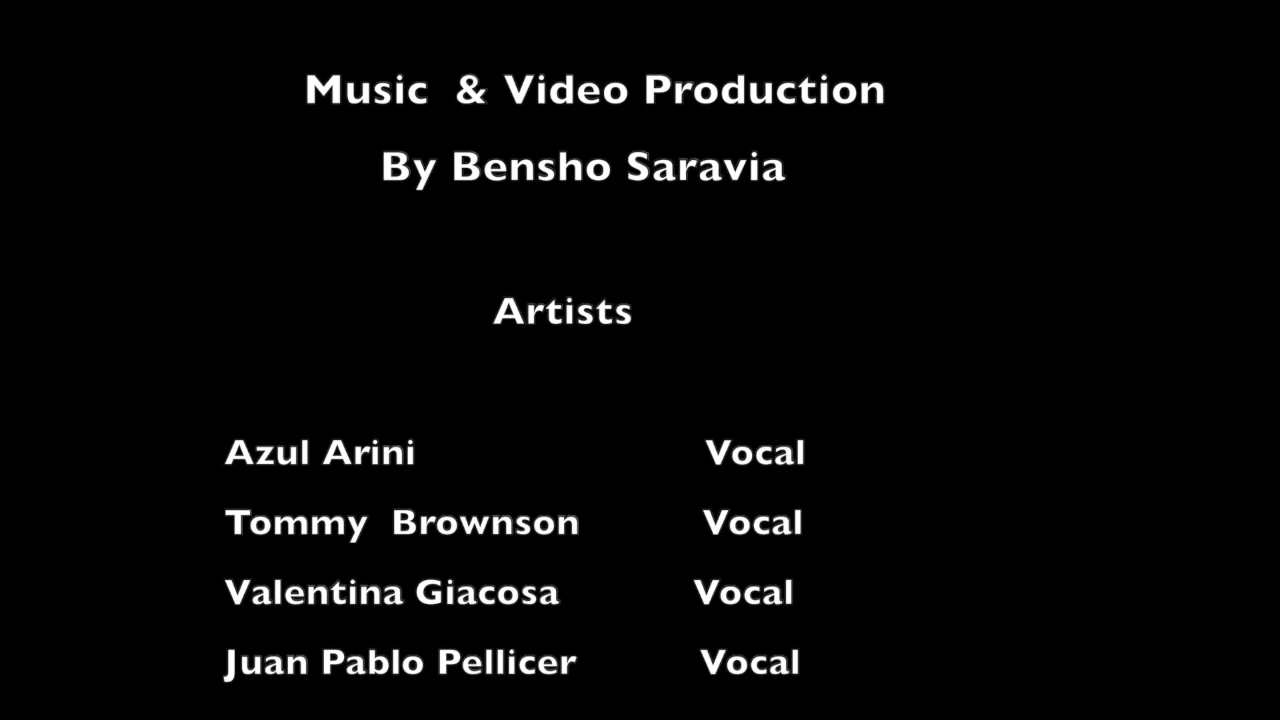 Music & Video Production
By Bensho Saravia
Artists
Azul Arini Vocal
Tommy Brownson Vocal
Valentina Giacosa Vocal
Juan Pablo Pellicer Vocal